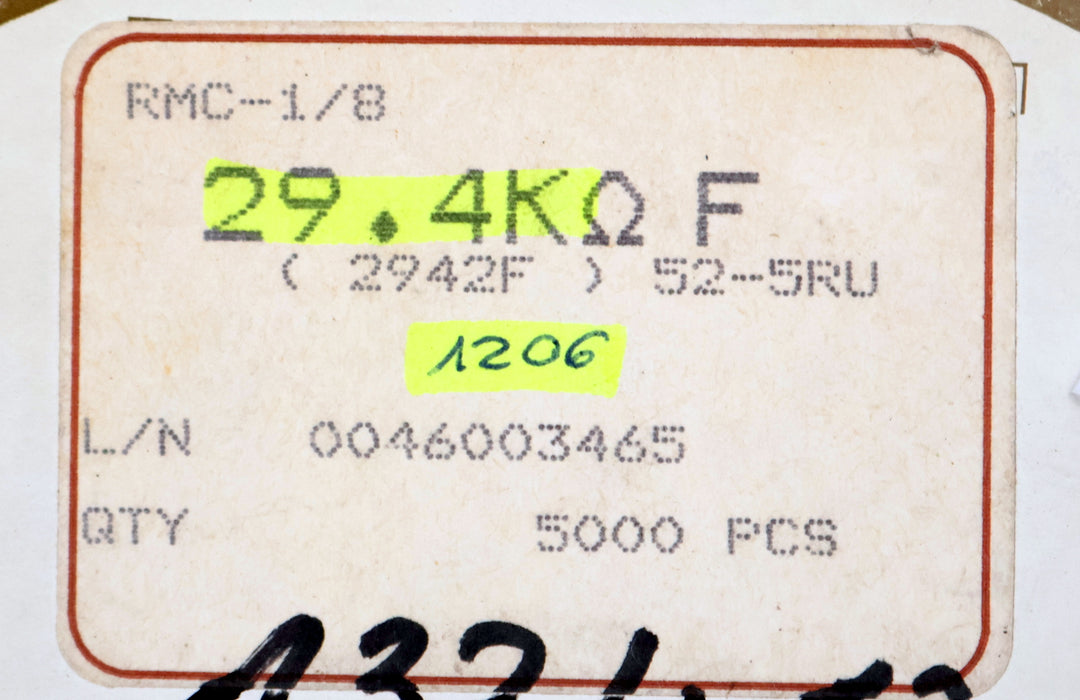 RMC-1/8
29.4KΩ F
( 2942F ) 52-5RU
1206
L/N 0046003465
QTY 5000 PCS